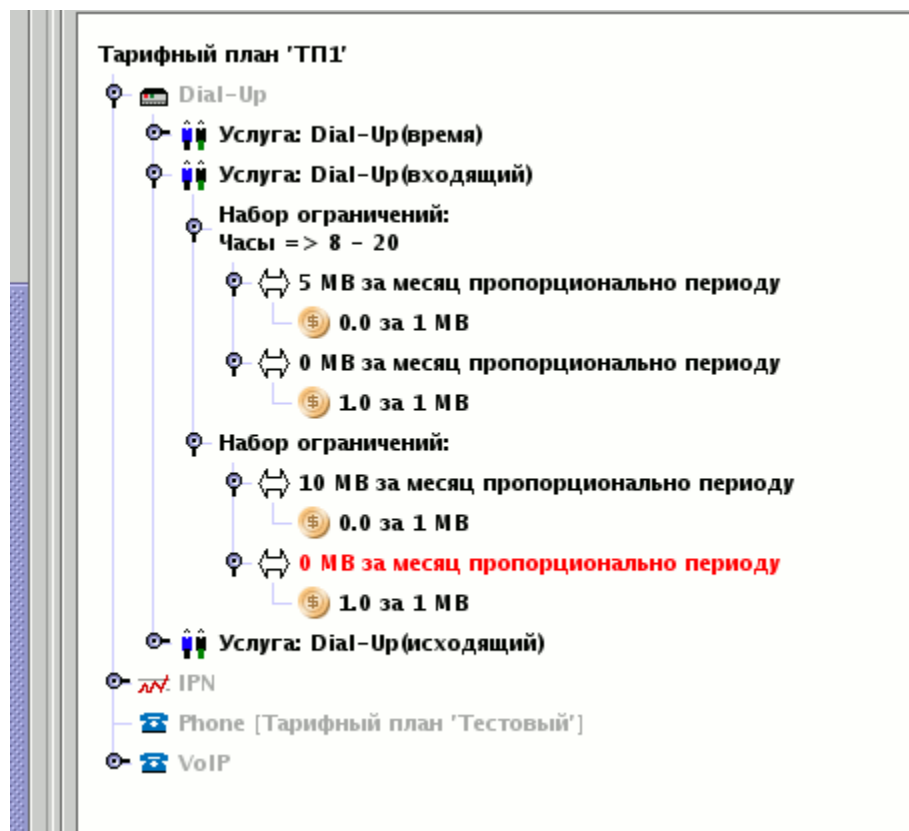 Тарифный план 'ТП1'
Dial-Up
Услуга: Dial-Up(время)
Услуга: Dial-Up(входящий)
Набор ограничений:
Часы => 8 - 20
5 MB за месяц пропорционально периоду
0.0 за 1 MB
0 MB за месяц пропорционально периоду
1.0 за 1 MB
Набор ограничений:
10 MB за месяц пропорционально периоду
0.0 за 1 MB
0 MB за месяц пропорционально периоду
1.0 за 1 MB
Услуга: Dial-Up(исходящий)
IPN
Phone [Тарифный план 'Тестовый']
VoIP